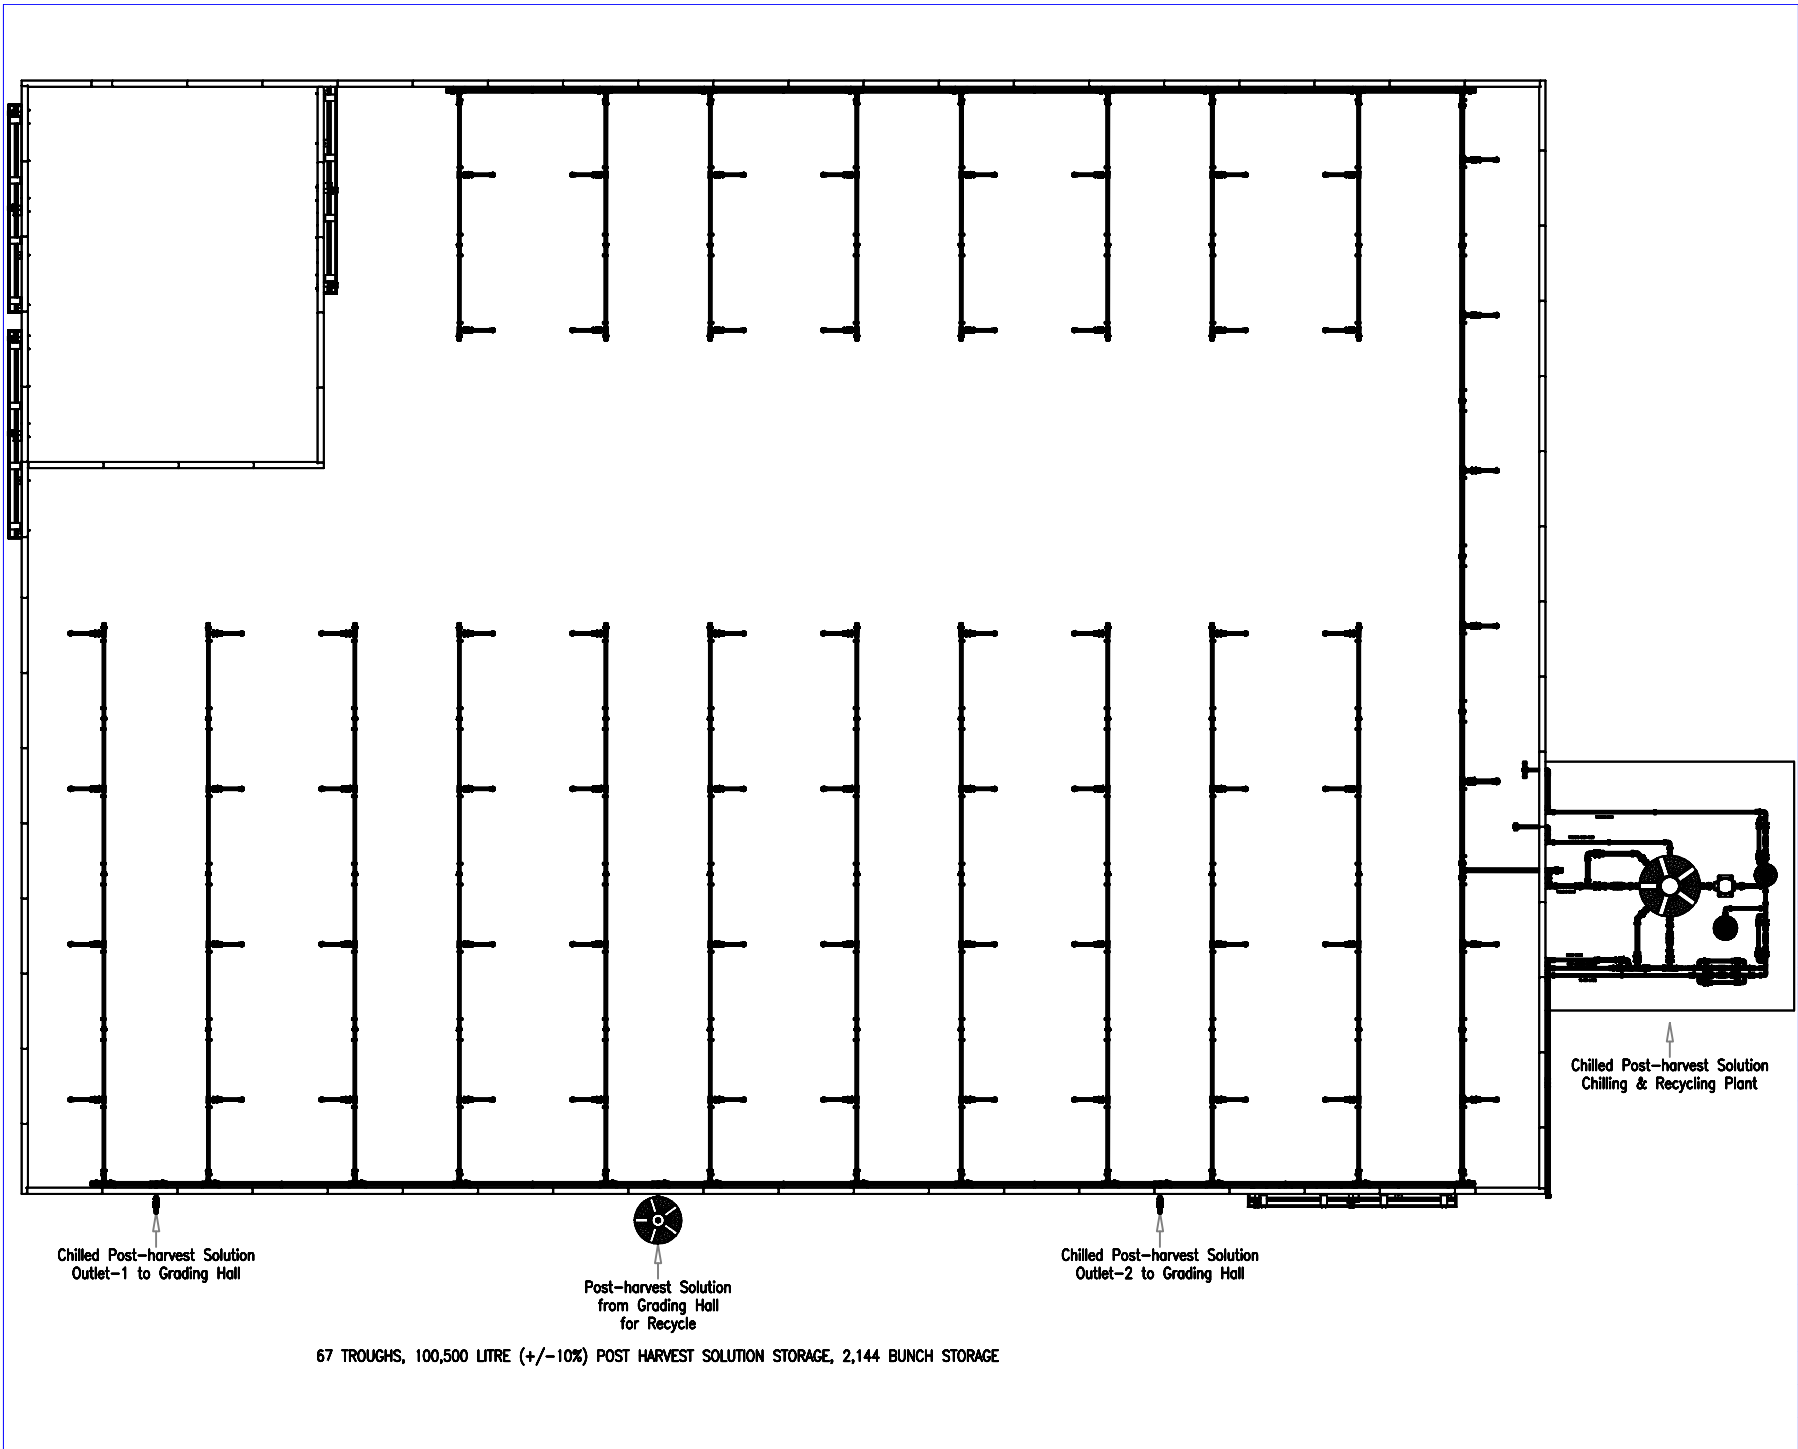 Chilled Post-harvest Solution
Chilling & Recycling Plant
Chilled Post-harvest Solution
Outlet-1 to Grading Hall
Post-harvest Solution
from Grading Hall
for Recycle
Chilled Post-harvest Solution
Outlet-2 to Grading Hall
67 TROUGHS, 100,500 LITRE (+/-10%) POST HARVEST SOLUTION STORAGE, 2,144 BUNCH STORAGE